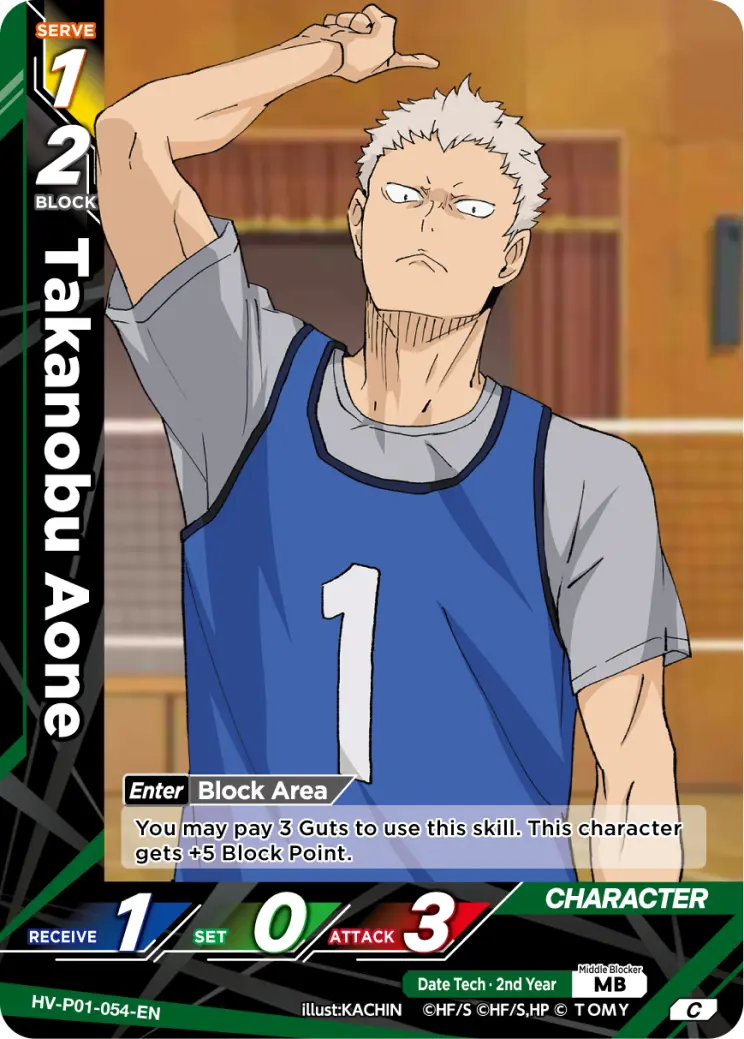 SERVE
1
2
BLOCK
Takanobu Aone
1
Enter Block Area
You may pay 3 Guts to use this skill. This character
gets +5 Block Point.
CHARACTER
RECEIVE 1 SET 0 ATTACK 3
Middle Blocker
Date Tech · 2nd Year MB
HV-P01-054-EN
illust:KACHIN ©HF/S ©HF/S,HP © TOMY
C